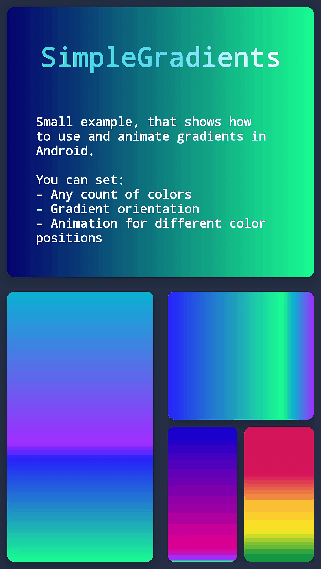 SimpleGradients
Small example, that shows how
to use and animate gradients in
Android.
You can set:
- Any count of colors
- Gradient orientation
- Animation for different color
positions